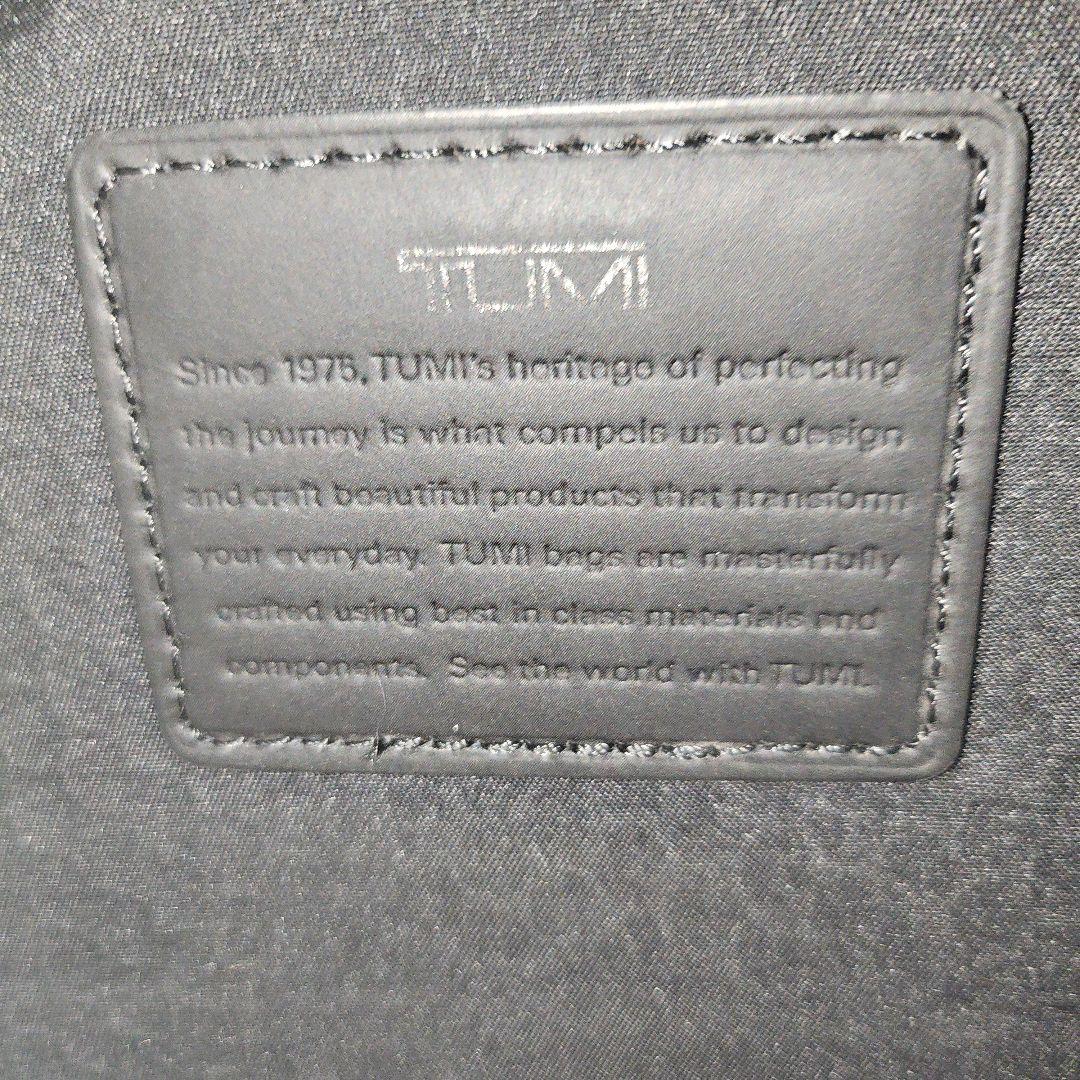 TUMI
Since 1975, TUMI's heritage of perfecting
the journey is what compels us to design
and craft beautiful products that transform
your everyday. TUMI bags are masterfully
crafted using best in class materials and
components. See the world with TUMI.